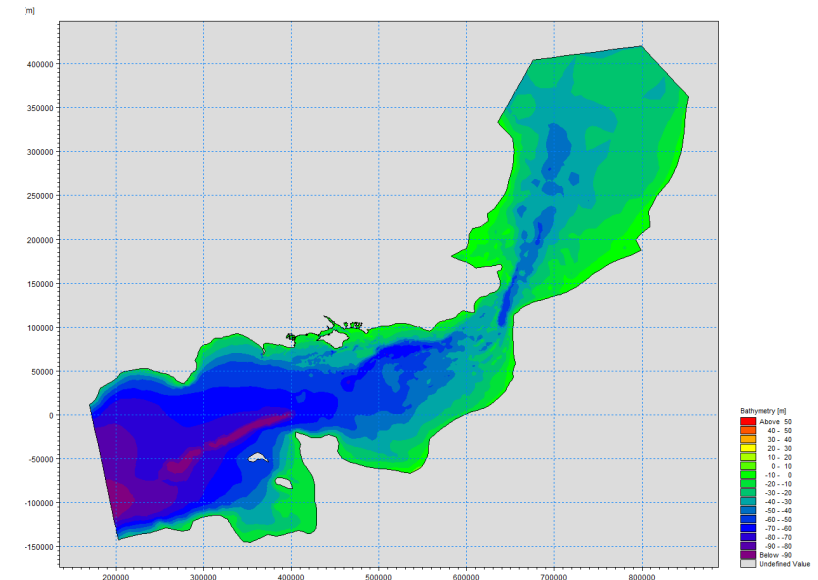 [m]
400000
350000
300000
250000
200000
150000
100000
50000
0
-50000
-100000
-150000
200000
300000
400000
500000
600000
700000
800000
Bathymetry [m]
Above 50
40 - 50
30 - 40
20 - 30
10 - 20
0 - 10
-10 - 0
-20 - -10
-30 - -20
-40 - -30
-50 - -40
-60 - -50
-70 - -60
-80 - -70
-90 - -80
Below -90
Undefined Value